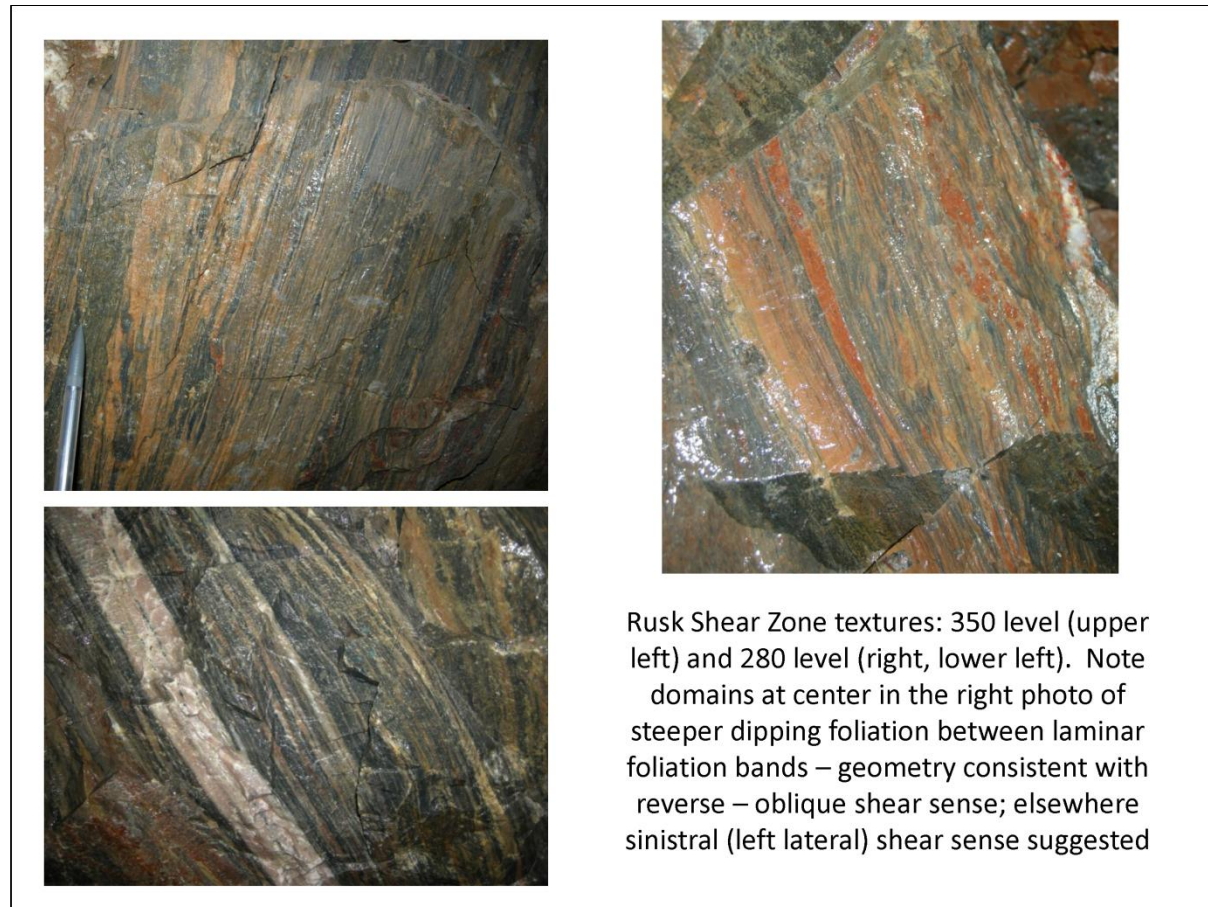 Rusk Shear Zone textures: 350 level (upper
left) and 280 level (right, lower left).  Note
domains at center in the right photo of
steeper dipping foliation between laminar
foliation bands – geometry consistent with
reverse – oblique shear sense; elsewhere
sinistral (left lateral) shear sense suggested